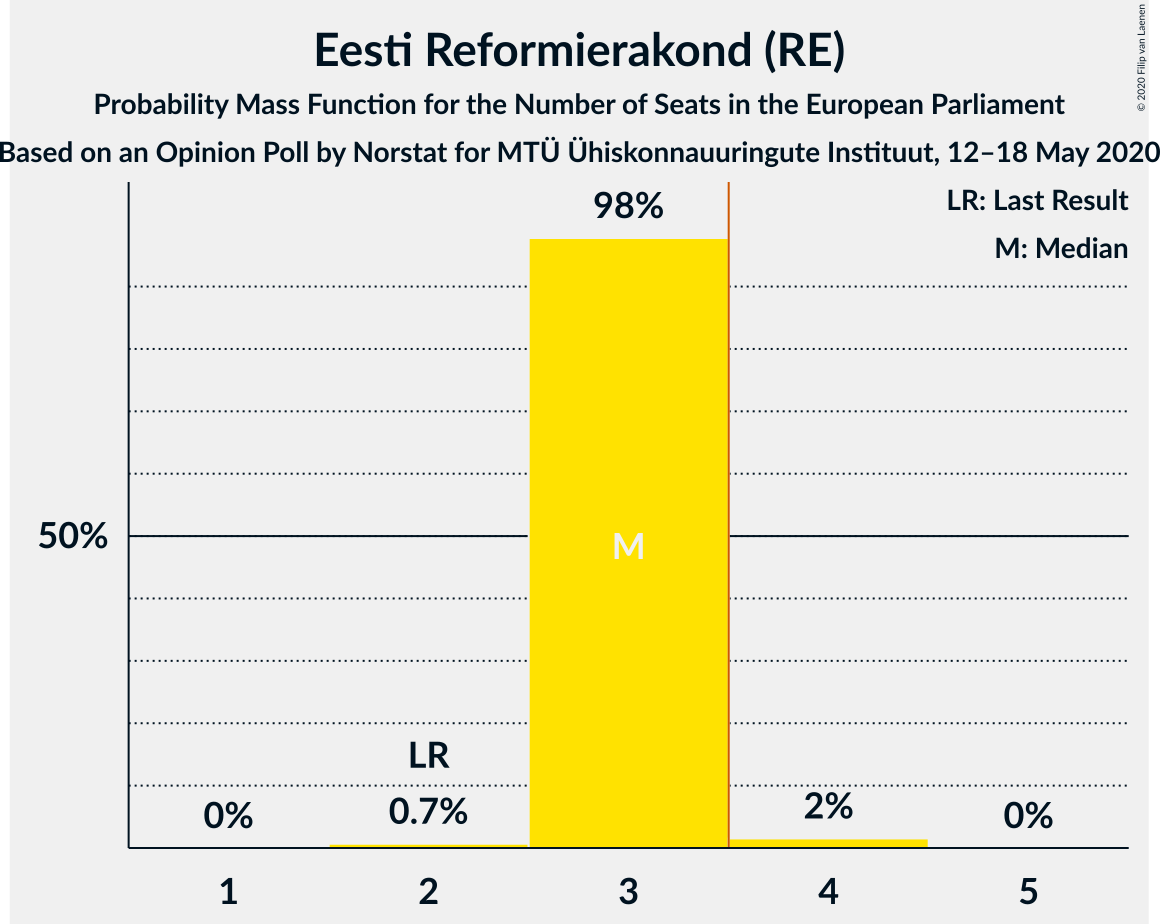 Eesti Reformierakond (RE)
Probability Mass Function for the Number of Seats in the European Parliament
Based on an Opinion Poll by Norstat for MTÜ Ühiskonnauuringute Instituut, 12–18 May 2020
© 2020 Filip van Laenen
LR: Last Result
M: Median
98%
50%
M
LR
0%
0.7%
2%
0%
1
2
3
4
5